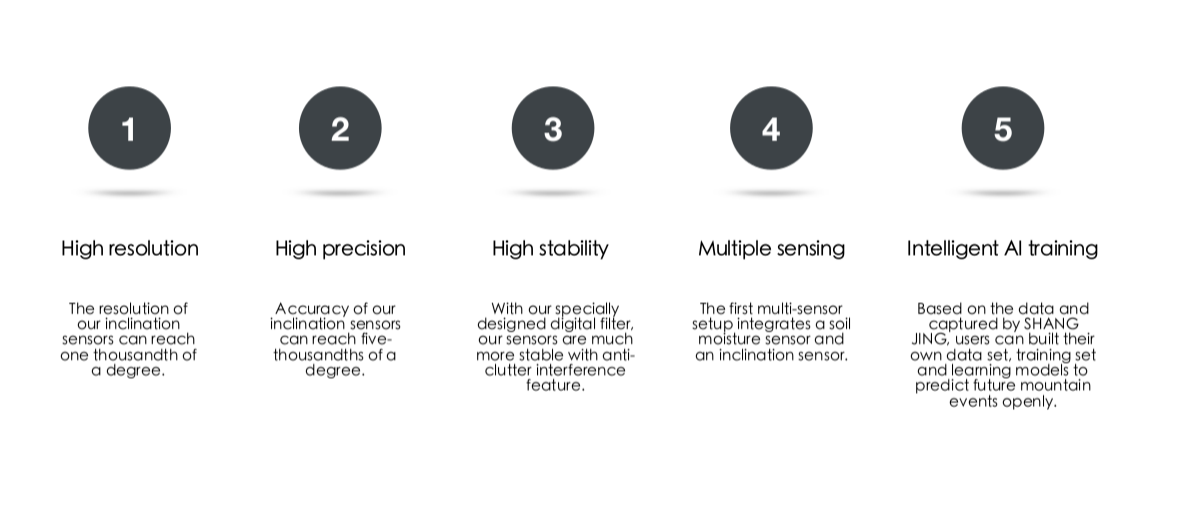 1
High resolution
The resolution of
our inclination
sensors can reach
one thousandth of
a degree.
2
High precision
Accuracy of our
inclination sensors
can reach five-
thousandths of a
degree.
3
High stability
With our specially
designed digital filter,
our sensors are much
more stable with anti-
clutter interference
feature.
4
Multiple sensing
The first multi-sensor
setup integrates a soil
moisture sensor and
an inclination sensor.
5
Intelligent AI training
Based on the data and
captured by SHANG
JING, users can built their
own data set, training set
and learning models to
predict future mountain
events openly.